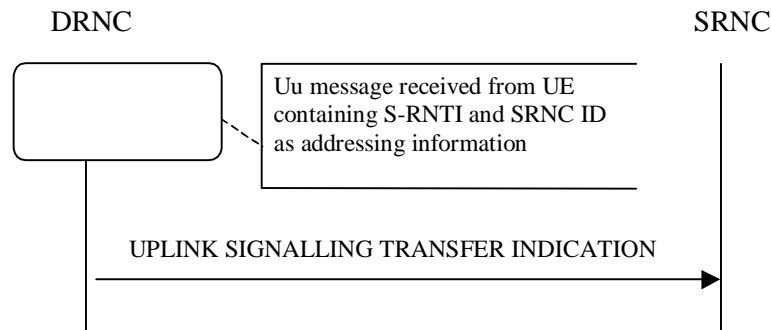 DRNC
SRNC
Uu message received from UE
containing S-RNTI and SRNC ID
as addressing information
UPLINK SIGNALLING TRANSFER INDICATION